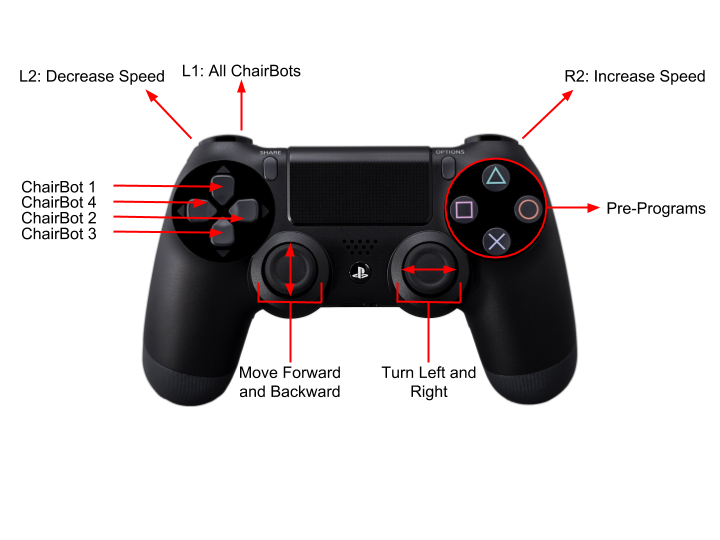 L2: Decrease Speed
L1: All ChairBots
R2: Increase Speed
SHARE
OPTIONS
ChairBot 1
ChairBot 4
ChairBot 2
ChairBot 3
Pre-Programs
Move Forward
and Backward
Turn Left and
Right